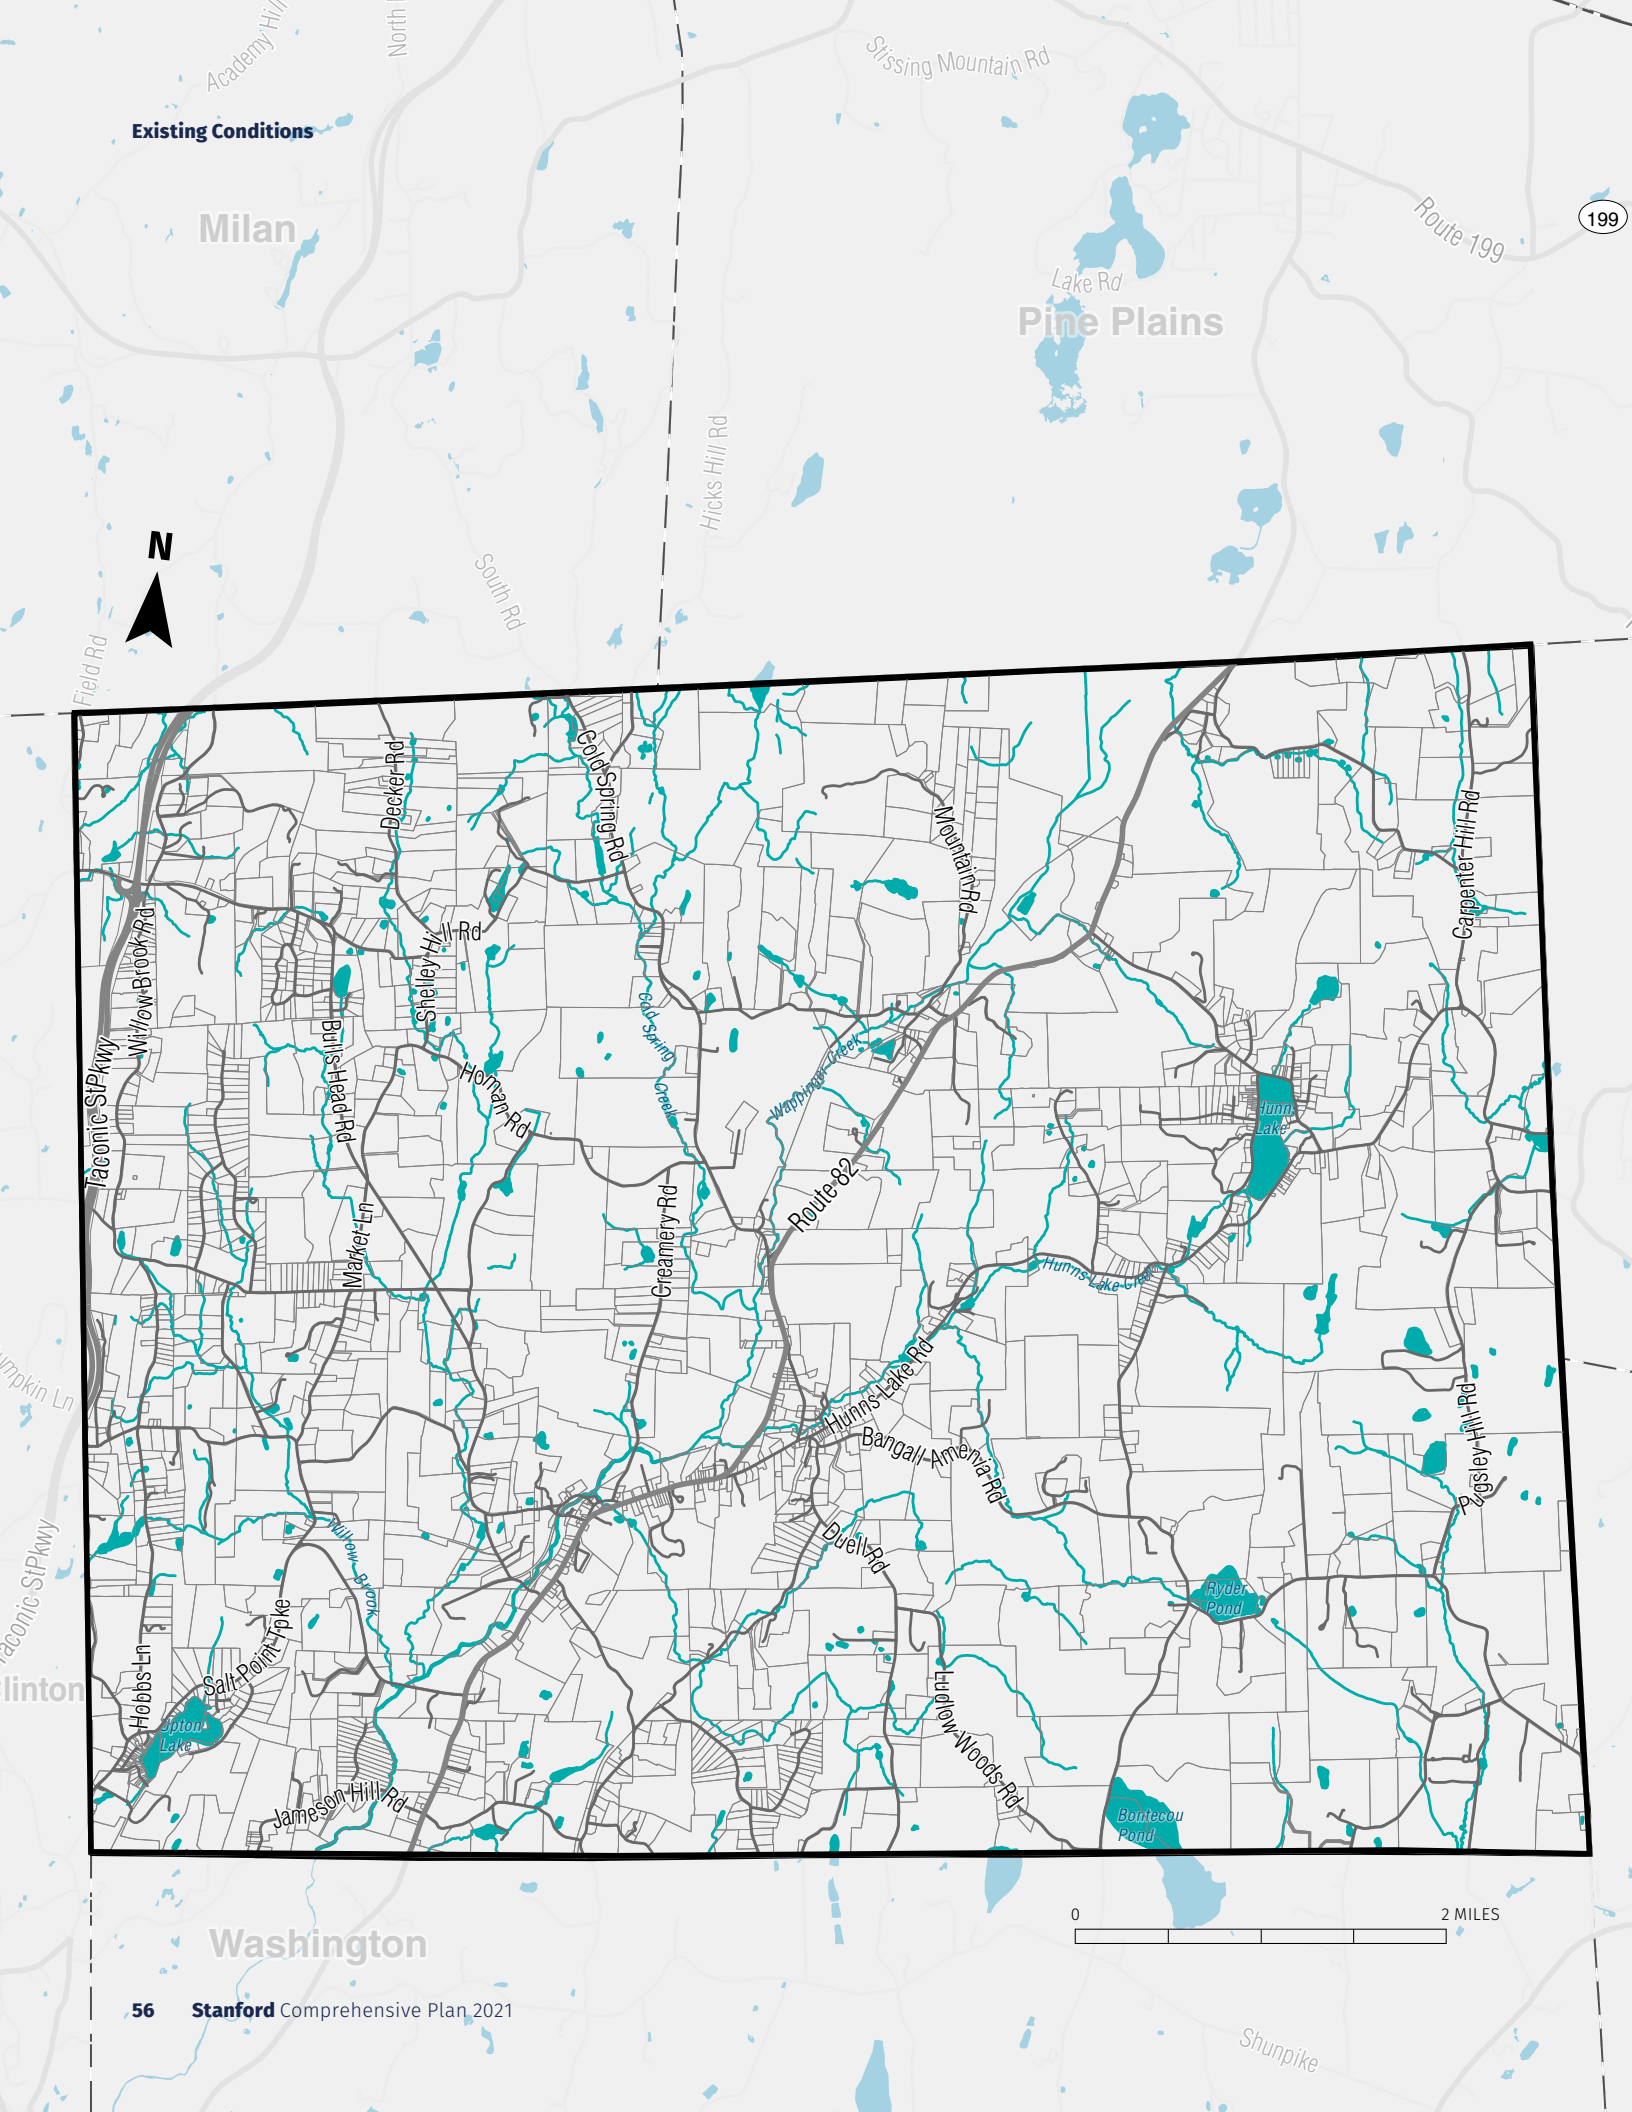 Academy Hill
North
Stissing Mountain Rd
Existing Conditions
Milan
Route 199
199
Lake Rd
Pine Plains
Hicks Hill Rd
N
South Rd
Field Rd
Decker Rd
Cold Spring Rd
Mountain Rd
Carpenter Hill Rd
Shelley Hill Rd
Willow Brook Rd
Cold Spring Creek
Bulls Head Rd
Taconic St Pkwy
Homan Rd
Wappinger Creek
Hunn Lake
Route 82
Market Ln
Creamery Rd
Hunns Lake Creek
Hunns Lake Rd
Pugsley Hill Rd
Bangall-Amenia Rd
Willow Brook
Duell Rd
Ryder Pond
Taconic St Pkwy
Hobbs Ln
Salt Point Tpke
Upton Lake
Ludlow Woods Rd
Jameson Hill Rd
Bontecou Pond
0
2 MILES
Washington
56 Stanford Comprehensive Plan 2021
Shunpike